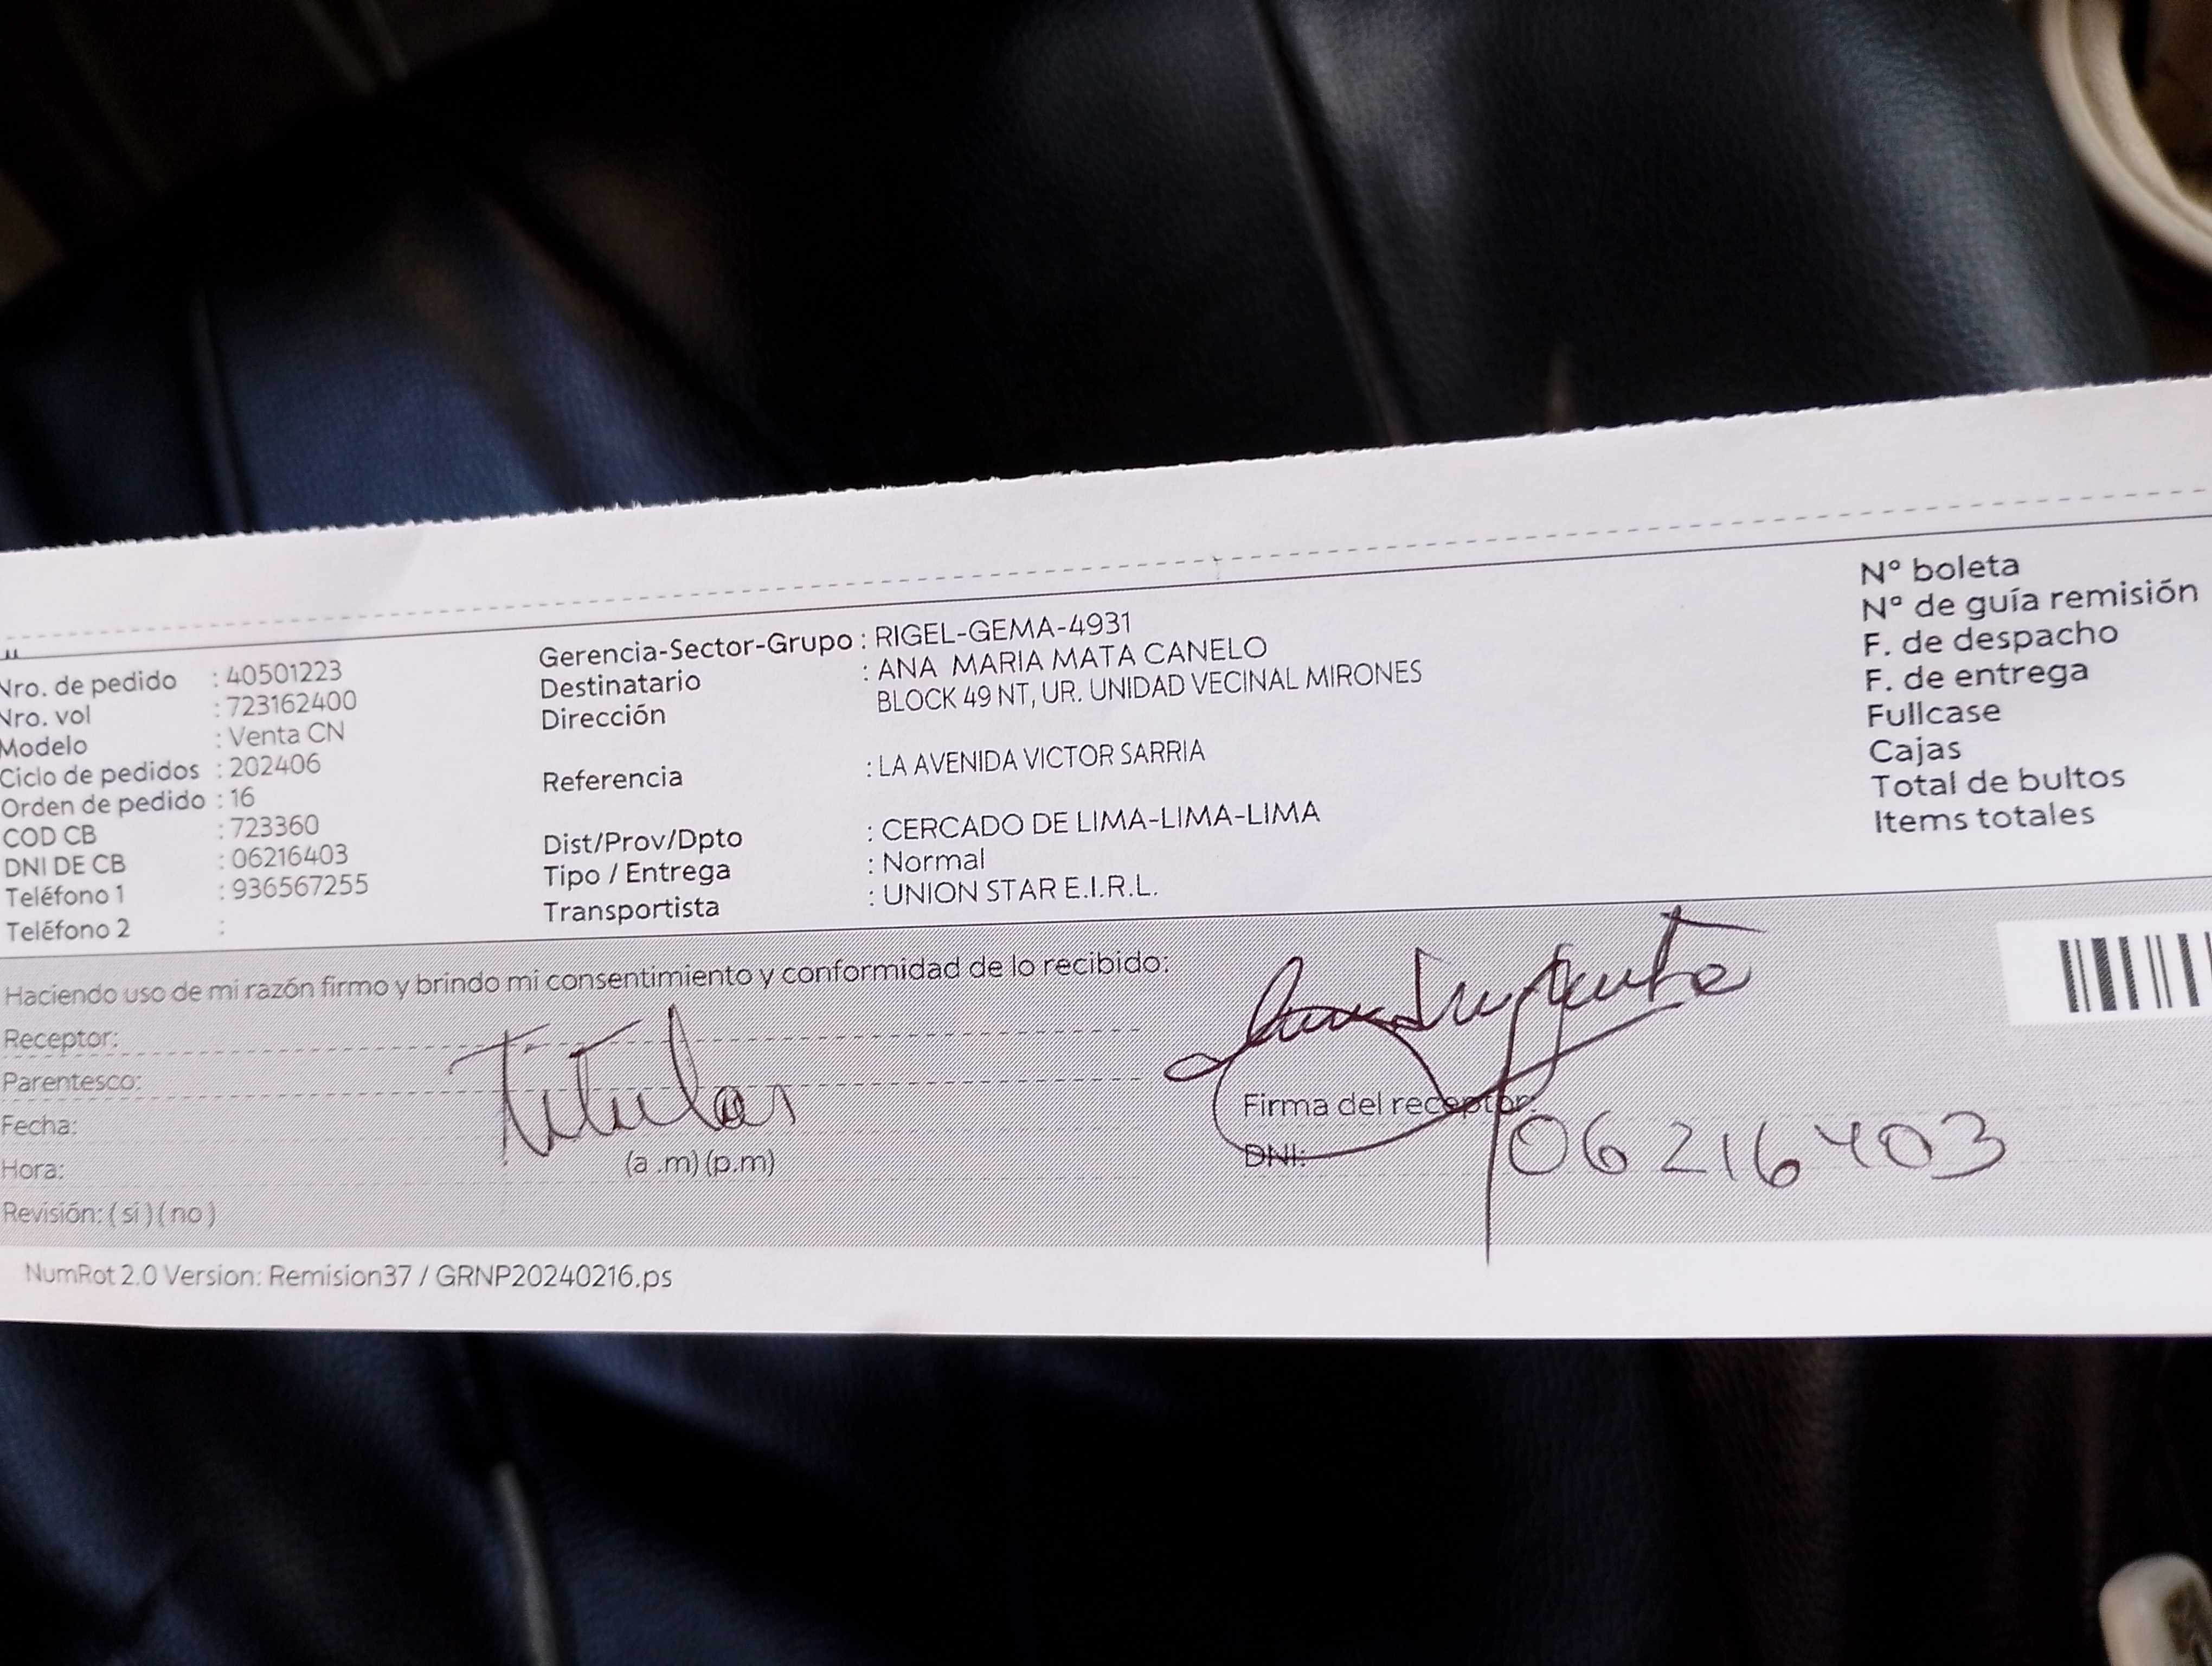 Nro. de pedido : 40501223
Nro. vol : 723162400
Modelo : Venta CN
Ciclo de pedidos : 202406
Orden de pedido : 16
COD CB : 723360
DNI DE CB : 06216403
Teléfono 1 : 936567255
Teléfono 2 :
Gerencia-Sector-Grupo : RIGEL-GEMA-4931
Destinatario : ANA MARIA MATA CANELO
Dirección BLOCK 49 NT, UR. UNIDAD VECINAL MIRONES
Referencia : LA AVENIDA VICTOR SARRIA
Dist/Prov/Dpto : CERCADO DE LIMA-LIMA-LIMA
Tipo / Entrega : Normal
Transportista : UNION STAR E.I.R.L.
Nº boleta
Nº de guía remisión
F. de despacho
F. de entrega
Fullcase
Cajas
Total de bultos
Items totales
Haciendo uso de mi razón firmo y brindo mi consentimiento y conformidad de lo recibido:
Receptor:
Parentesco: Titular
Fecha:
Hora: (a .m) (p.m)
Revisión: ( sí ) ( no )
Firma del receptor:
DNI: 06216403
NumRot 2.0 Version: Remision37 / GRNP20240216.ps